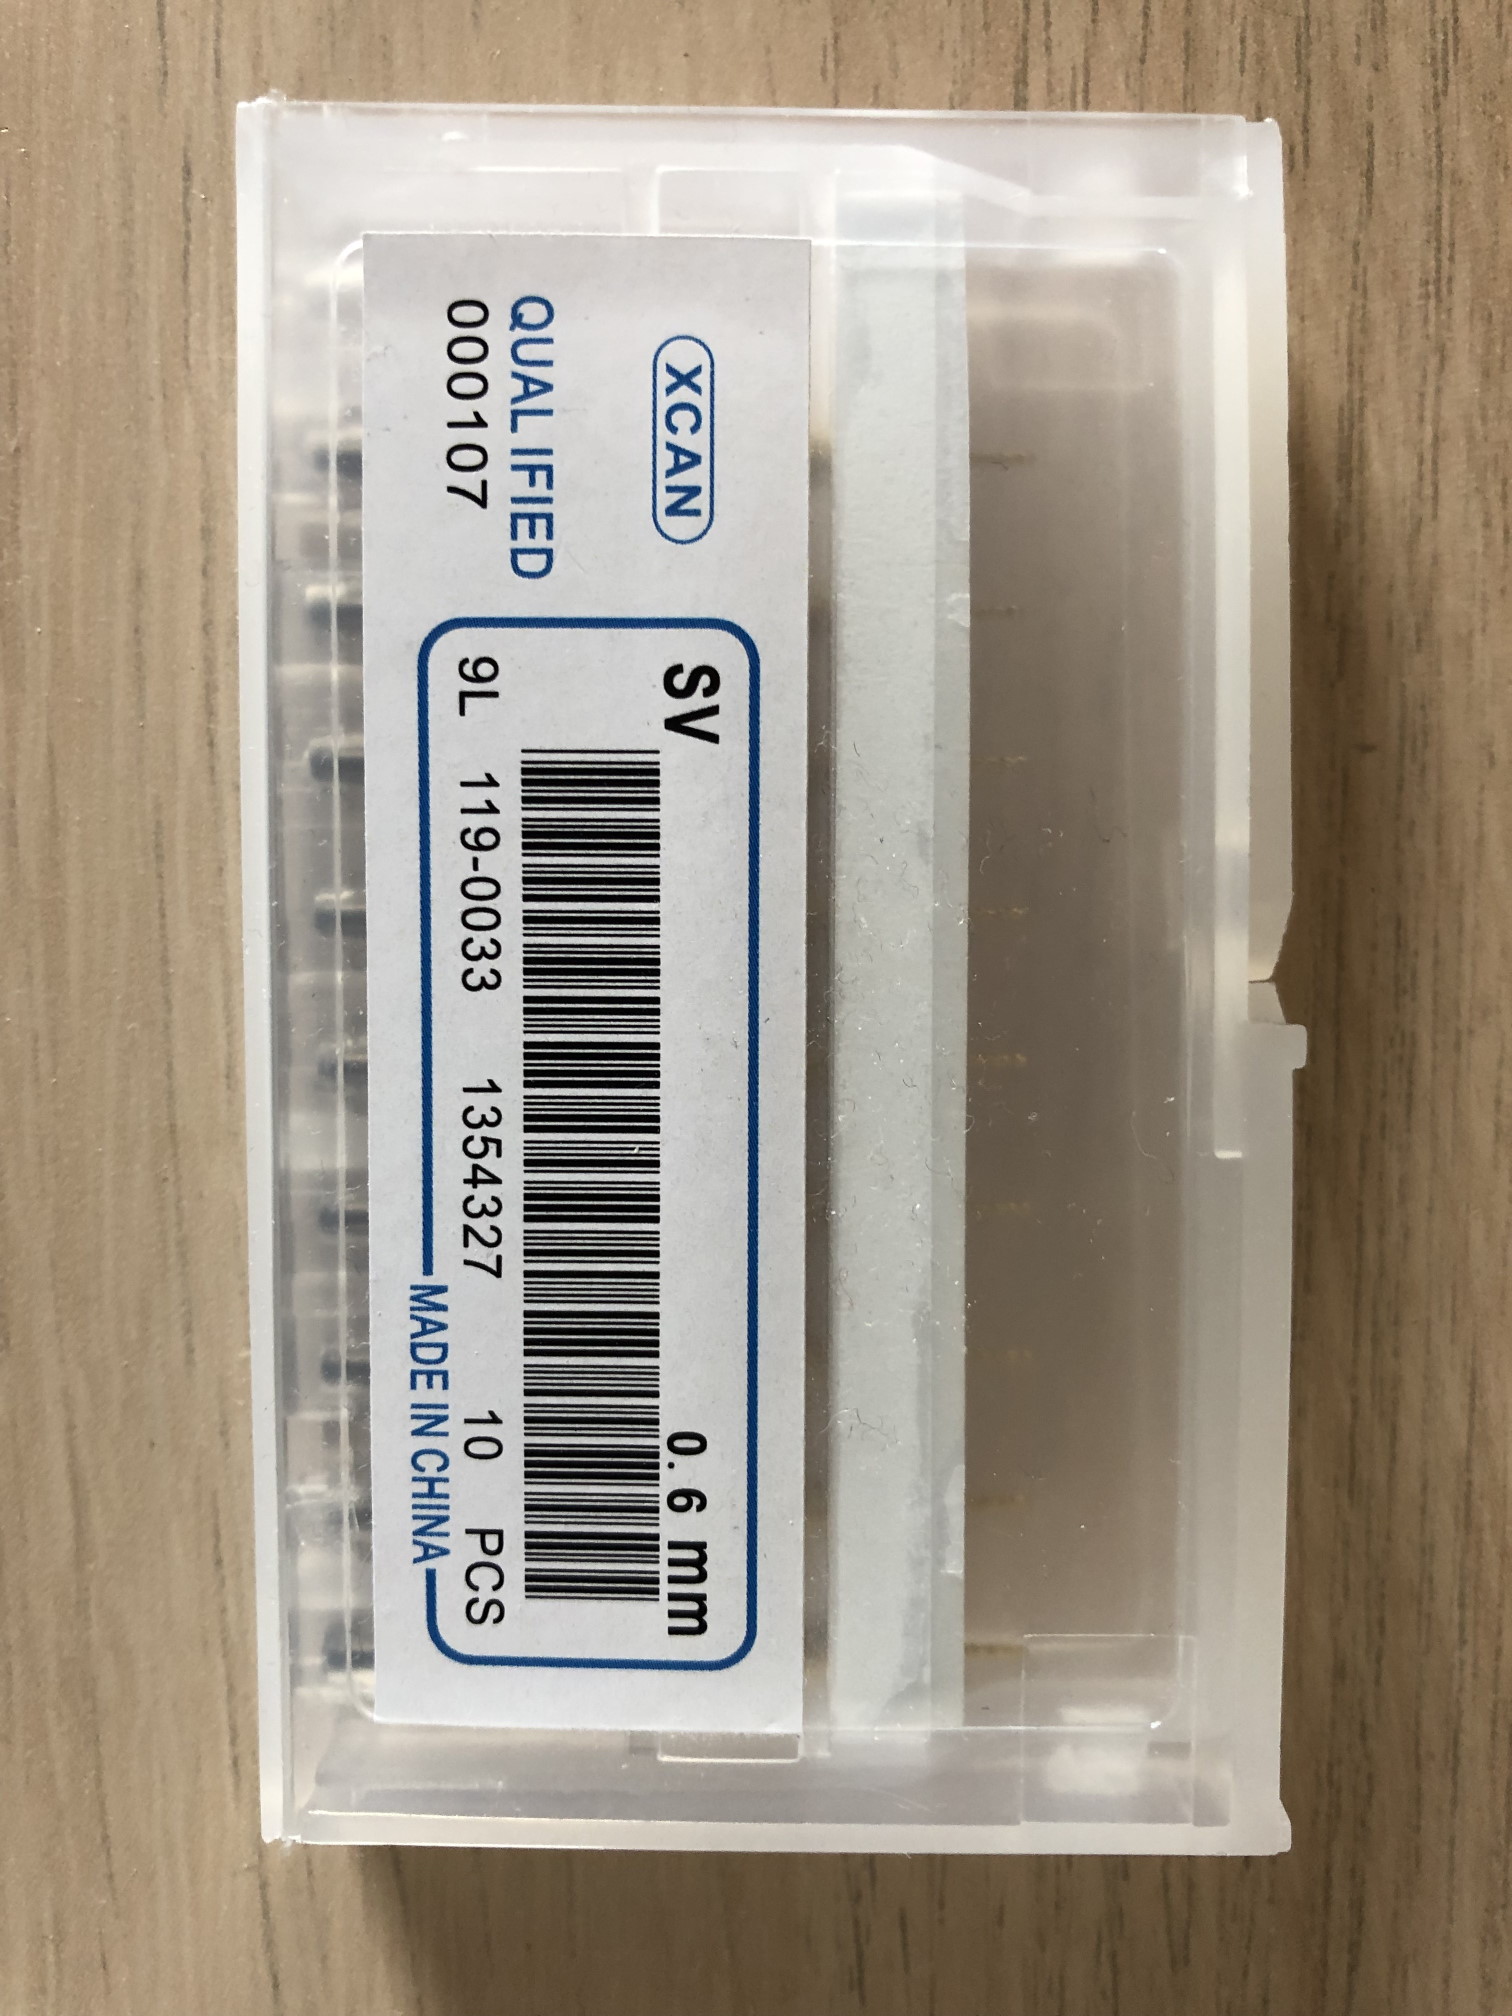 XCAN
QUALIFIED
000107
SV 0.6 mm
9L 119-0033 1354327 10 PCS
MADE IN CHINA